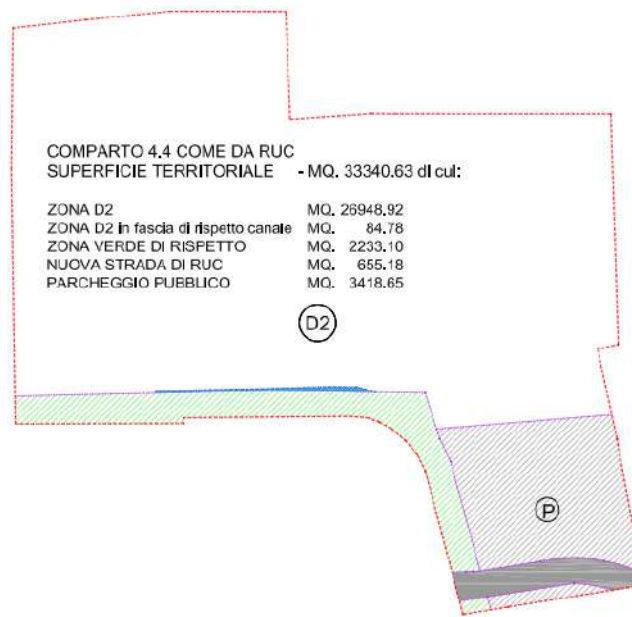 COMPARTO 4.4 COME DA RUC
SUPERFICIE TERRITORIALE - MQ. 33340.63 di cui:
ZONA D2 MQ. 26948.92
ZONA D2 in fascia di rispetto canale MQ. 84.78
ZONA VERDE DI RISPETTO MQ. 2233.10
NUOVA STRADA DI RUC MQ. 655.18
PARCHEGGIO PUBBLICO MQ. 3418.65
D2
P